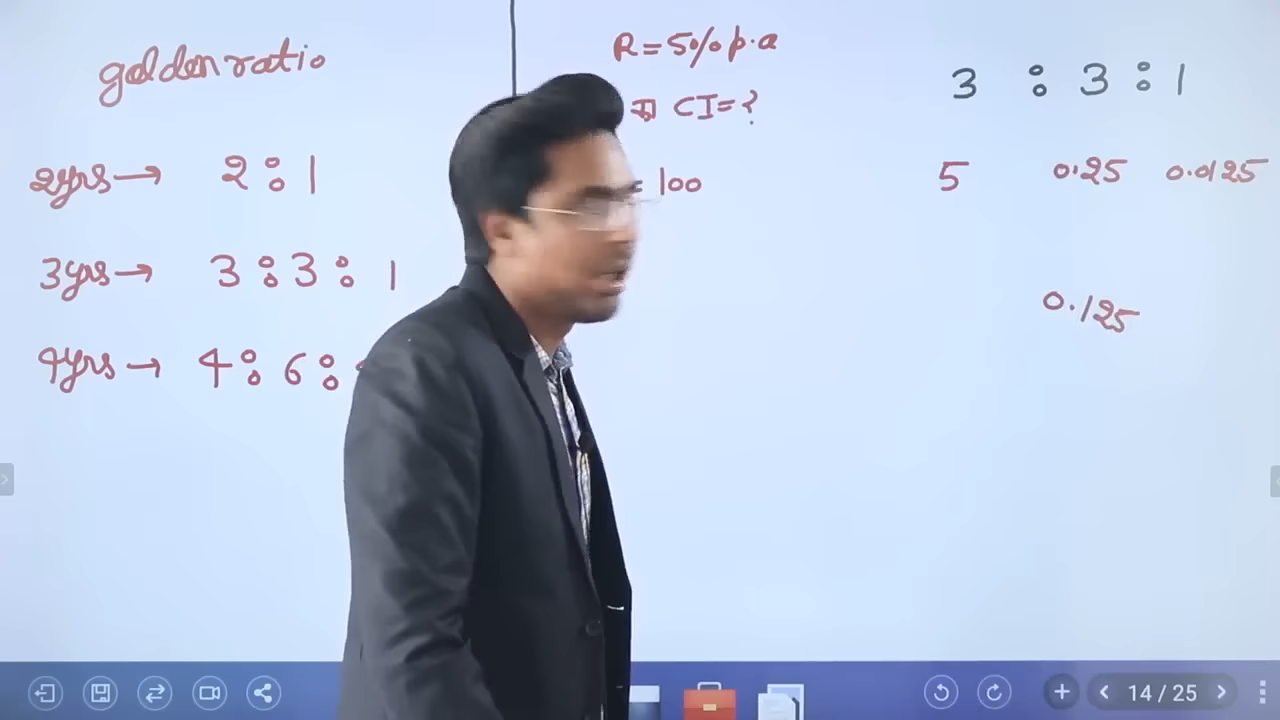 golden ratio
2yrs → 2 : 1
3yrs → 3 : 3 : 1
4yrs → 4 : 6 :
R = 5% p.a
का CI = ?
100
3 : 3 : 1
5 0.25 0.0125
0.125
14 / 25